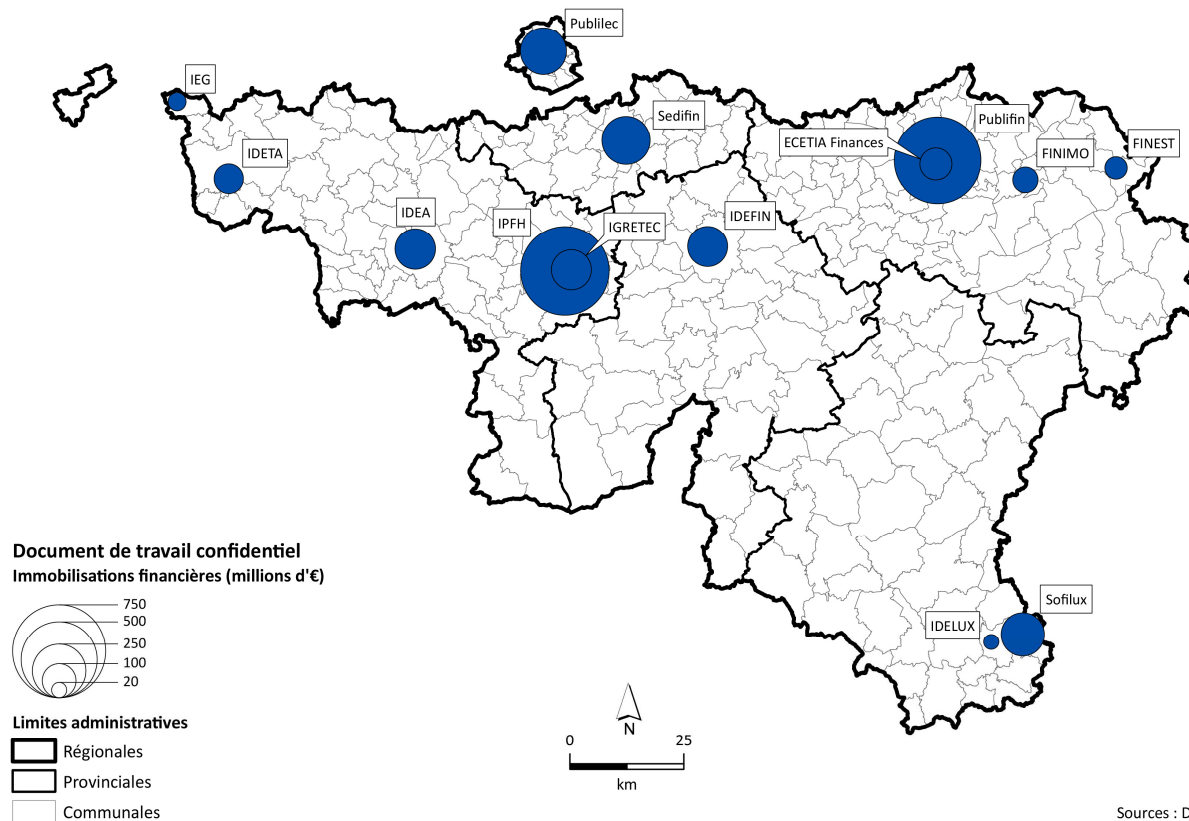 Publilec
IEG
Sedifin
Publifin
ECETIA Finances
FINIMO
FINEST
IDETA
IDEA
IPFH
IGRETEC
IDEFIN
Sofilux
IDELUX
Document de travail confidentiel
Immobilisations financières (millions d'€)
750
500
250
100
20
Limites administratives
Régionales
Provinciales
Communales
N
0 25
km
Sources : D